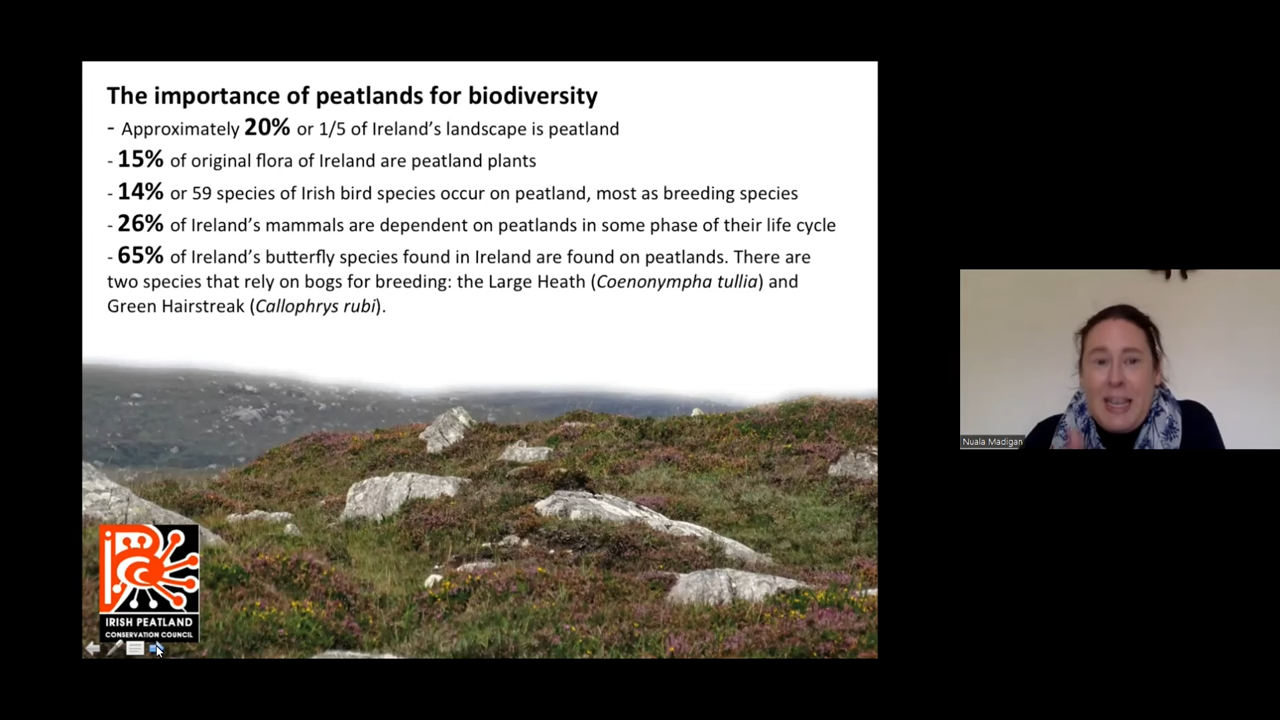 The importance of peatlands for biodiversity
- Approximately 20% or 1/5 of Ireland's landscape is peatland
- 15% of original flora of Ireland are peatland plants
- 14% or 59 species of Irish bird species occur on peatland, most as breeding species
- 26% of Ireland's mammals are dependent on peatlands in some phase of their life cycle
- 65% of Ireland's butterfly species found in Ireland are found on peatlands. There are
two species that rely on bogs for breeding: the Large Heath (Coenonympha tullia) and
Green Hairstreak (Callophrys rubi).
Nuala Madigan
IRISH PEATLAND
CONSERVATION COUNCIL